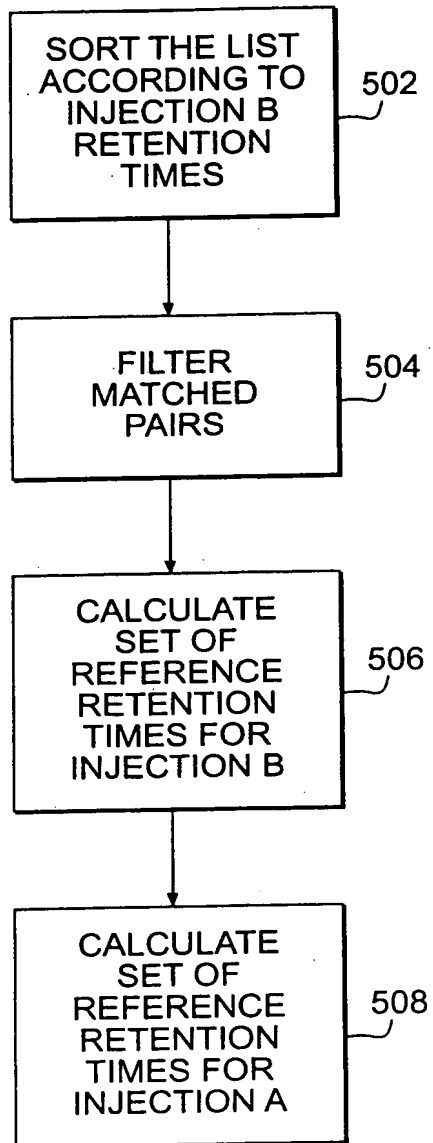 SORT THE LIST
ACCORDING TO
INJECTION B
RETENTION
TIMES
502
FILTER
MATCHED
PAIRS
504
CALCULATE
SET OF
REFERENCE
RETENTION
TIMES FOR
INJECTION B
506
CALCULATE
SET OF
REFERENCE
RETENTION
TIMES FOR
INJECTION A
508